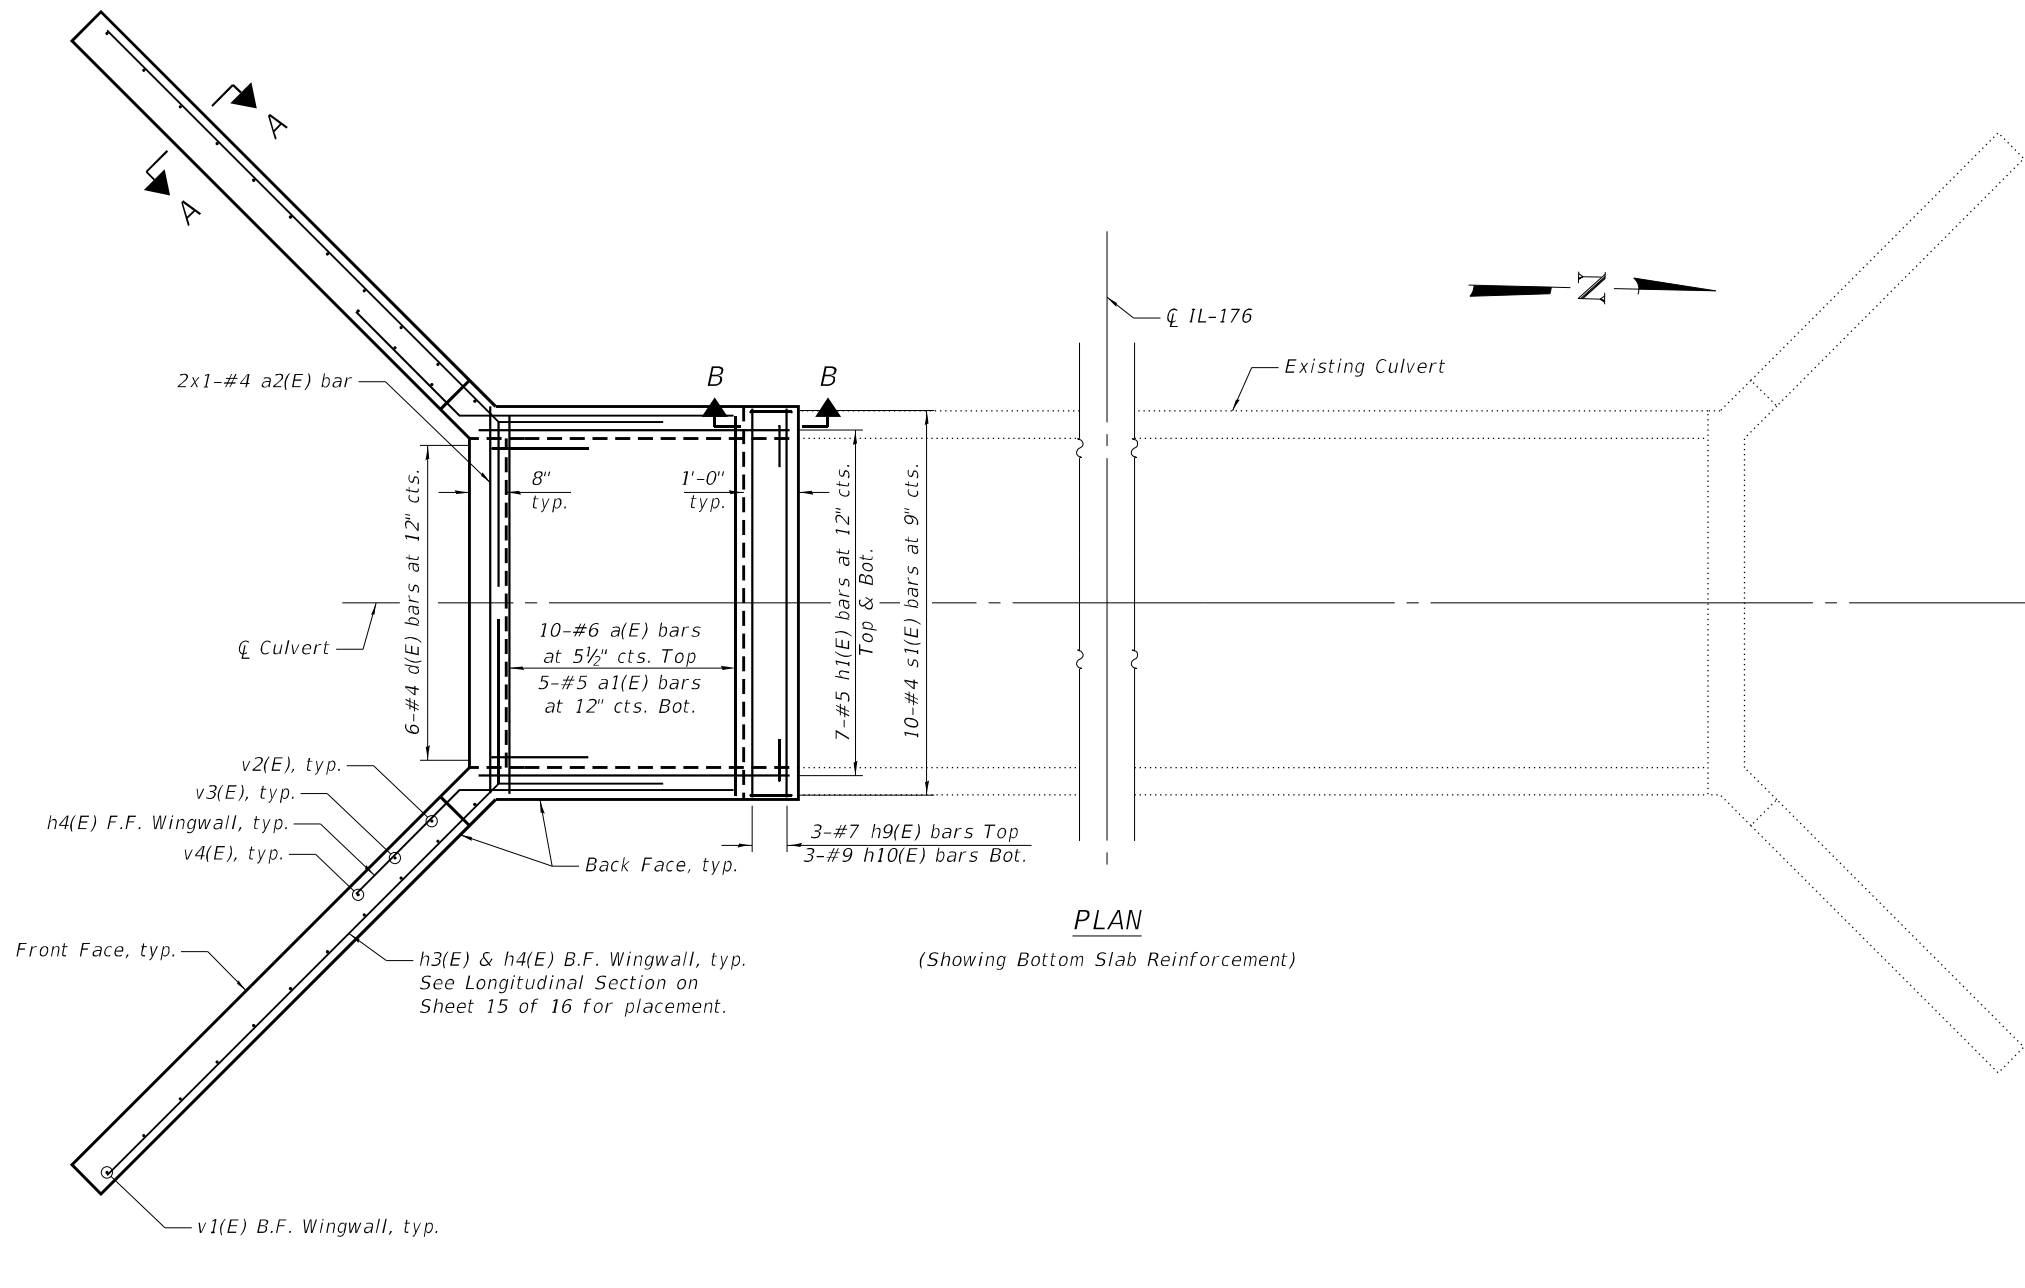 A
A
N
℄ IL-176
Existing Culvert
2x1-#4 a2(E) bar
B
B
8"
typ.
1'-0"
typ.
6-#4 d(E) bars at 12" cts.
7-#5 h1(E) bars at 12" cts.
Top & Bot.
10-#4 s1(E) bars at 9" cts.
℄ Culvert
10-#6 a(E) bars
at 5½" cts. Top
5-#5 a1(E) bars
at 12" cts. Bot.
v2(E), typ.
v3(E), typ.
h4(E) F.F. Wingwall, typ.
v4(E), typ.
3-#7 h9(E) bars Top
3-#9 h10(E) bars Bot.
Back Face, typ.
PLAN
(Showing Bottom Slab Reinforcement)
Front Face, typ.
h3(E) & h4(E) B.F. Wingwall, typ.
See Longitudinal Section on
Sheet 15 of 16 for placement.
v1(E) B.F. Wingwall, typ.